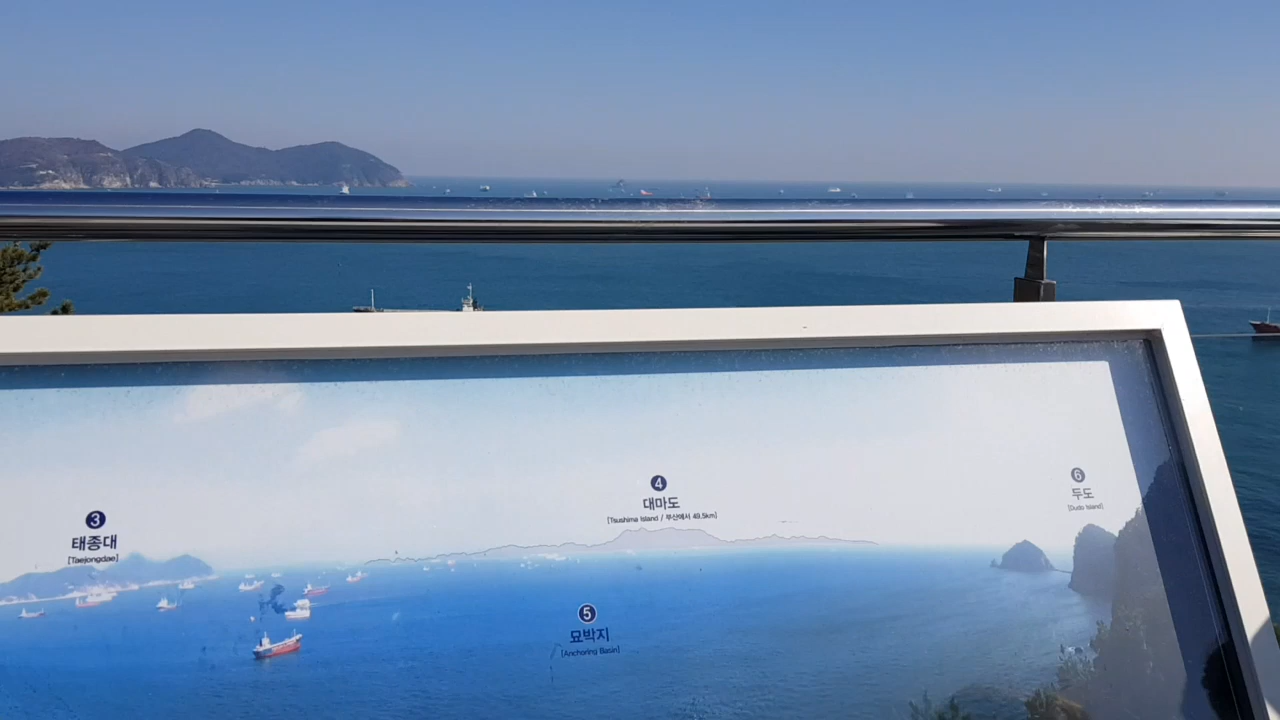 3
태종대
[Taejongdae]
4
대마도
[Tsushima Island / 부산에서 49.5km]
5
묘박지
[Anchoring Basin]
6
두도
[Dudo Island]